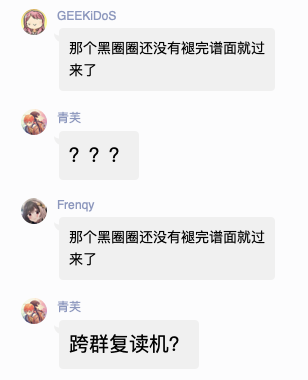 GEEKiDoS
那个黑圈圈还没有褪完谱面就过
来了
青芙
？？？
Frenqy
那个黑圈圈还没有褪完谱面就过
来了
青芙
跨群复读机?